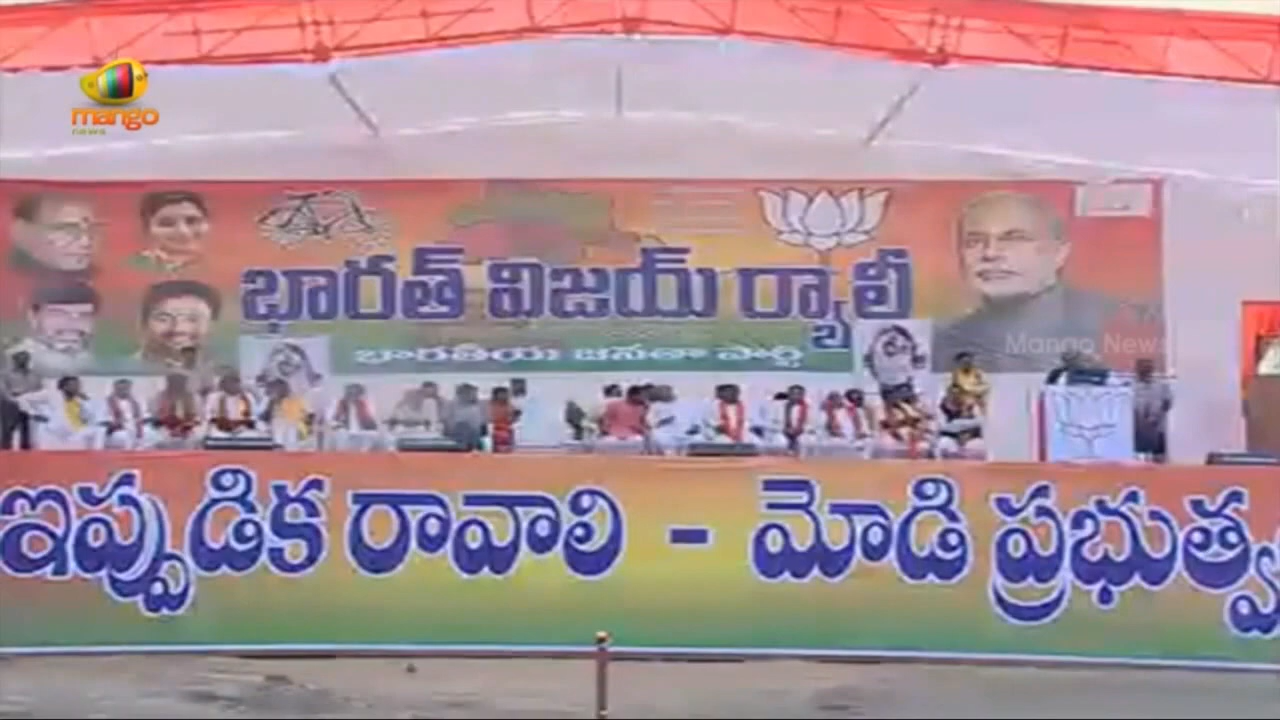 mango
news
భారత్ విజయ్ ర్యాలీ
భారతీయ జనతా పార్టీ
Mango News
ఇప్పుడిక రావాలి - మోడి ప్రభుత్వ